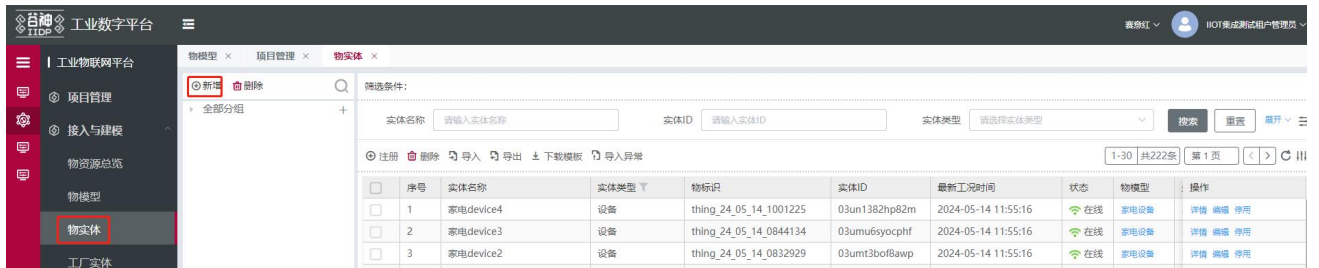 谷神 IIDP 工业数字平台 IIOT集成测试租户管理员
工业物联网平台 物模型 × 项目管理 × 物实体 ×
新增 删除 筛选条件:
项目管理 全部分组 +
实体名称 请输入实体名称 实体ID 请输入实体ID 实体类型 请选择实体类型 搜索 重置 展开
接入与建模
物资源总览 注册 删除 导入 导出 下载模板 导入异常 1-30 共222条 第1页 < >
物模型 序号 实体名称 实体类型 物标识 实体ID 最新工况时间 状态 物模型 操作
1 家电device4 设备 thing_24_05_14_1001225 03un1382hp82m 2024-05-14 11:55:16 在线 家电设备 详情 编辑 停用
物实体 2 家电device3 设备 thing_24_05_14_0844134 03umu6syocphf 2024-05-14 11:55:16 在线 家电设备 详情 编辑 停用
工厂实体 3 家电device2 设备 thing_24_05_14_0832929 03umt3bof8awp 2024-05-14 11:55:16 在线 家电设备 详情 编辑 停用